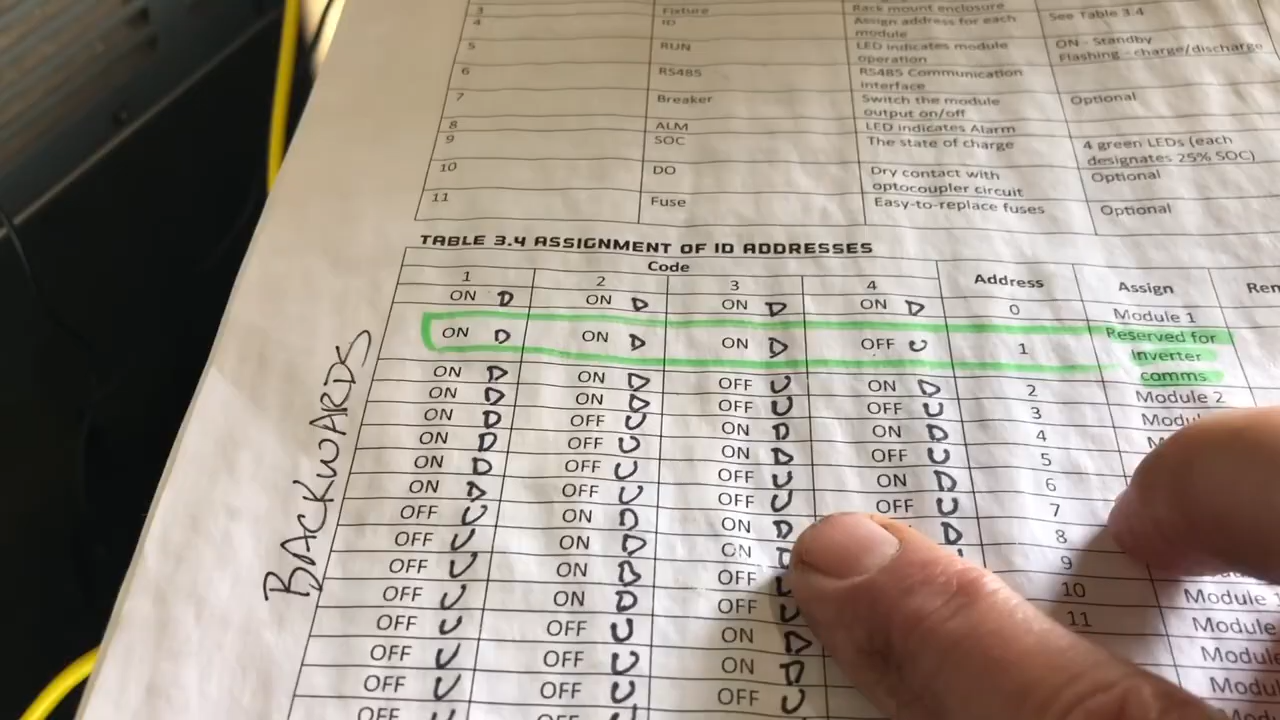 3 Fixture Rack mount enclosure
4 ID Assign address for each module See Table 3.4
5 RUN LED indicates module operation ON - Standby Flashing - charge/discharge
6 RS485 RS485 Communication Interface
7 Breaker Switch the module output on/off Optional
8 ALM LED indicates Alarm
9 SOC The state of charge 4 green LEDs (each designates 25% SOC)
10 DO Dry contact with optocoupler circuit Optional
11 Fuse Easy-to-replace fuses Optional
TABLE 3.4 ASSIGNMENT OF ID ADDRESSES
Code Address Assign
1 2 3 4
ON D ON D ON D ON D 0 Module 1
ON D ON D ON D OFF U 1 Reserved for Inverter comms
ON D ON D OFF U ON D 2 Module 2
ON D ON D OFF U OFF U 3
ON D OFF U ON D ON D 4
ON D OFF U ON D OFF U 5
ON D OFF U OFF U ON D 6
ON D OFF U OFF U OFF U 7
OFF U ON D ON D D 8
OFF U ON D ON D 9
OFF U ON D OFF U 10 Module
OFF U ON D OFF U 11 Module
OFF U OFF U ON D Module
OFF U OFF U ON D Module
OFF U OFF U OFF U
OFF
BACKWARDS